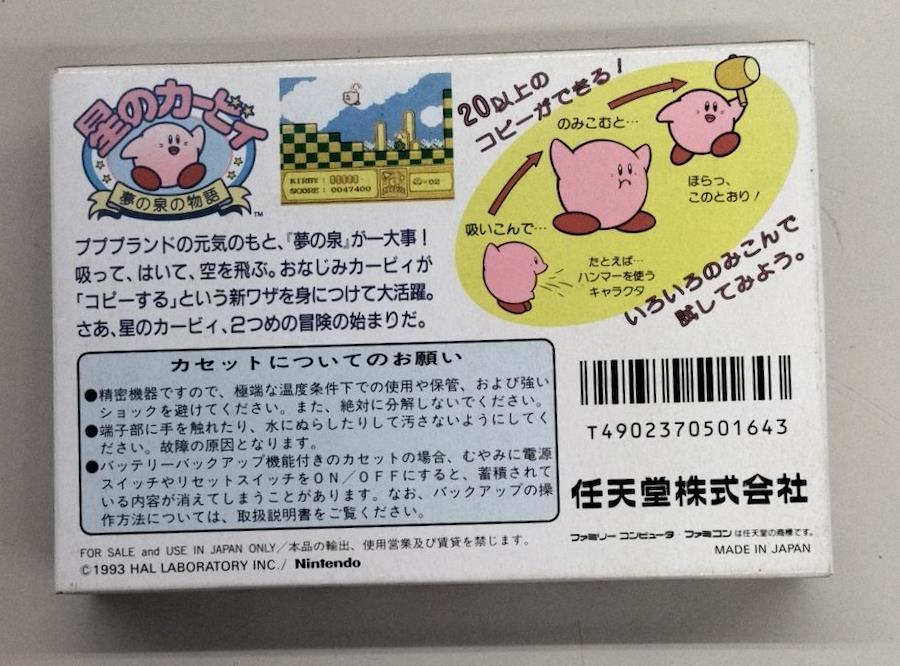 星のカービィ
夢の泉の物語
™
KIRBY :
SCORE : 0047400
-02
20以上の
コピーができる!
のみこむと…
吸いこんで…
ほらっ、
このとおり!
たとえば…
ハンマーを使う
キャラクタ
いろいろのみこんで
試してみよう。
プププランドの元気のもと、『夢の泉』が一大事!
吸って、はいて、空を飛ぶ。おなじみカービィが
「コピーする」という新ワザを身につけて大活躍。
さあ、星のカービィ、2つめの冒険の始まりだ。
カセットについてのお願い
●精密機器ですので、極端な温度条件下での使用や保管、および強い
ショックを避けてください。また、絶対に分解しないでください。
●端子部に手を触れたり、水にぬらしたりして汚さないようにしてく
ださい。故障の原因となります。
●バッテリーバックアップ機能付きのカセットの場合、むやみに電源
スイッチやリセットスイッチをON/OFFにすると、蓄積されて
いる内容が消えてしまうことがあります。なお、バックアップの操
作方法については、取扱説明書をご覧ください。
T4902370501643
任天堂株式会社
ファミリーコンピュータ・ファミコンは任天堂の商標です。
MADE IN JAPAN
FOR SALE and USE IN JAPAN ONLY/本品の輸出、使用営業及び賃貸を禁じます。
©1993 HAL LABORATORY INC./ Nintendo